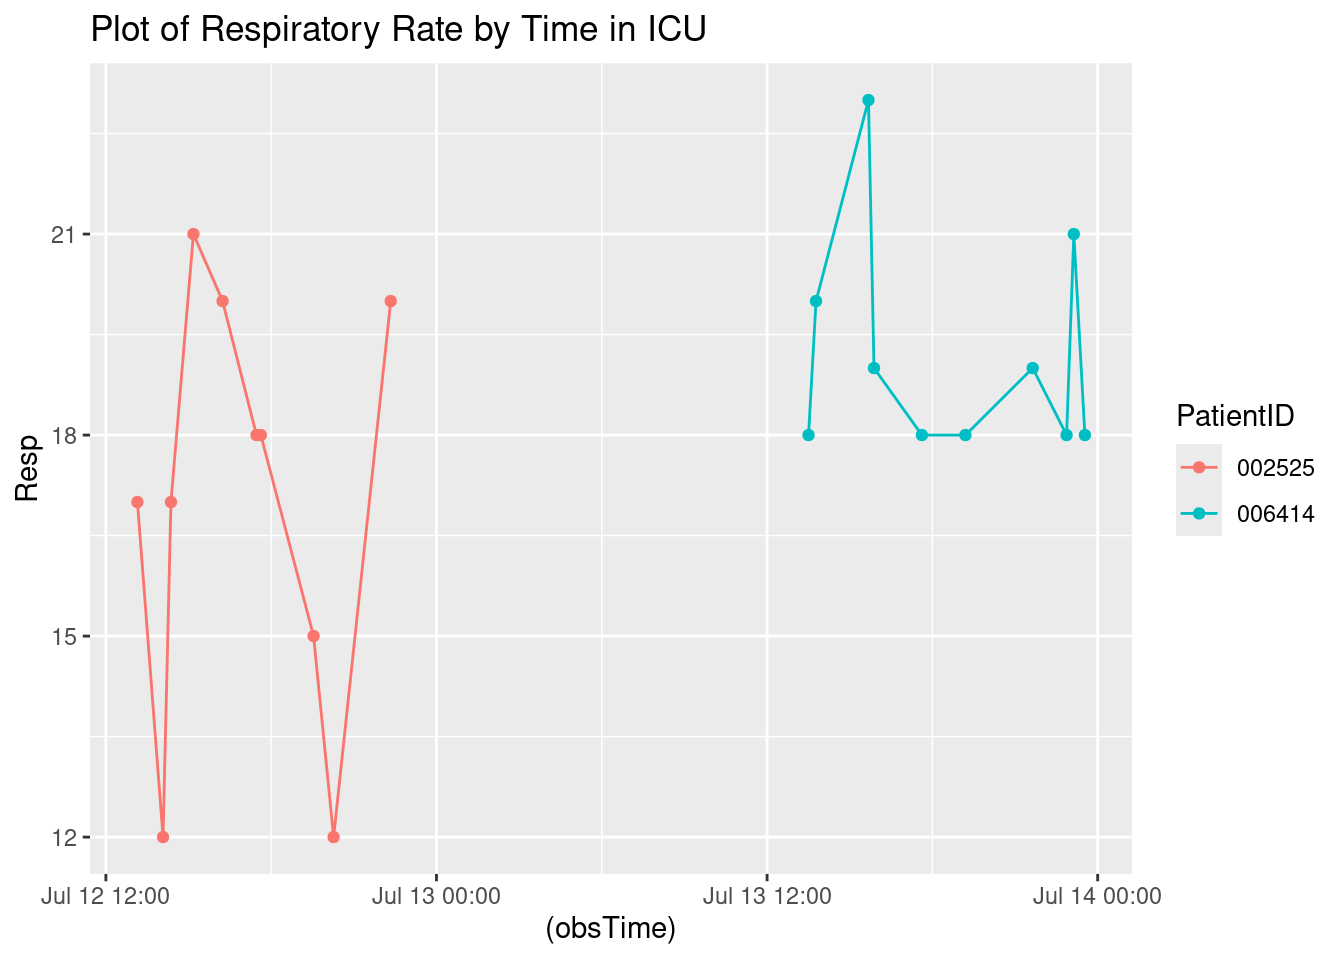 Plot of Respiratory Rate by Time in ICU
21
18
15
12
Resp
Jul 12 12:00
Jul 13 00:00
Jul 13 12:00
Jul 14 00:00
(obsTime)
PatientID
002525
006414